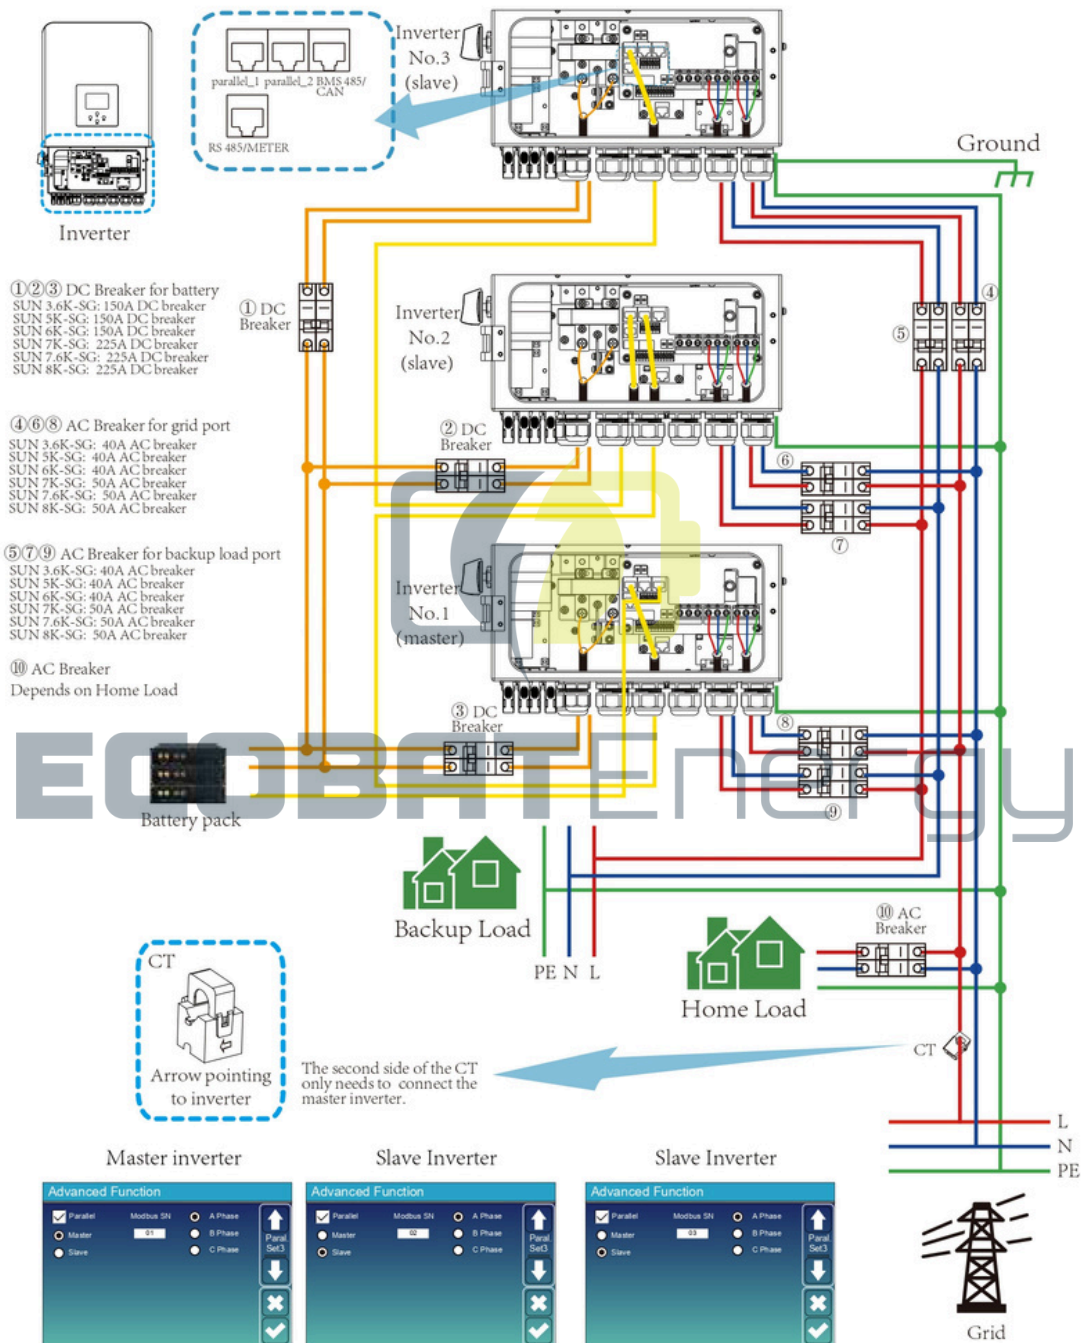 parallel_1 parallel_2 BMS 485/
CAN
RS 485/METER
Inverter
No.3
(slave)
Ground
Inverter
①②③ DC Breaker for battery
SUN 3.6K-SG: 150A DC breaker
SUN 5K-SG: 150A DC breaker
SUN 6K-SG: 150A DC breaker
SUN 7K-SG: 225A DC breaker
SUN 7.6K-SG: 225A DC breaker
SUN 8K-SG: 225A DC breaker
① DC
Breaker
Inverter
No.2
(slave)
④
⑤
④⑥⑧ AC Breaker for grid port
SUN 3.6K-SG: 40A AC breaker
SUN 5K-SG: 40A AC breaker
SUN 6K-SG: 40A AC breaker
SUN 7K-SG: 50A AC breaker
SUN 7.6K-SG: 50A AC breaker
SUN 8K-SG: 50A AC breaker
② DC
Breaker
⑥
⑦
⑤⑦⑨ AC Breaker for backup load port
SUN 3.6K-SG: 40A AC breaker
SUN 5K-SG: 40A AC breaker
SUN 6K-SG: 40A AC breaker
SUN 7K-SG: 50A AC breaker
SUN 7.6K-SG: 50A AC breaker
SUN 8K-SG: 50A AC breaker
Inverter
No.1
(master)
⑩ AC Breaker
Depends on Home Load
③ DC
Breaker
⑧
⑨
ECOBATEnergy
Battery pack
Backup Load
PE N L
⑩ AC
Breaker
Home Load
CT
Arrow pointing
to inverter
The second side of the CT
only needs to connect the
master inverter.
CT
L
N
PE
Grid
Master inverter
Advanced Function
Parallel
Modbus SN
A Phase
Master
01
B Phase
Slave
C Phase
Paral.
Set3
Slave Inverter
Advanced Function
Parallel
Modbus SN
A Phase
Master
02
B Phase
Slave
C Phase
Paral.
Set3
Slave Inverter
Advanced Function
Parallel
Modbus SN
A Phase
Master
03
B Phase
Slave
C Phase
Paral.
Set3